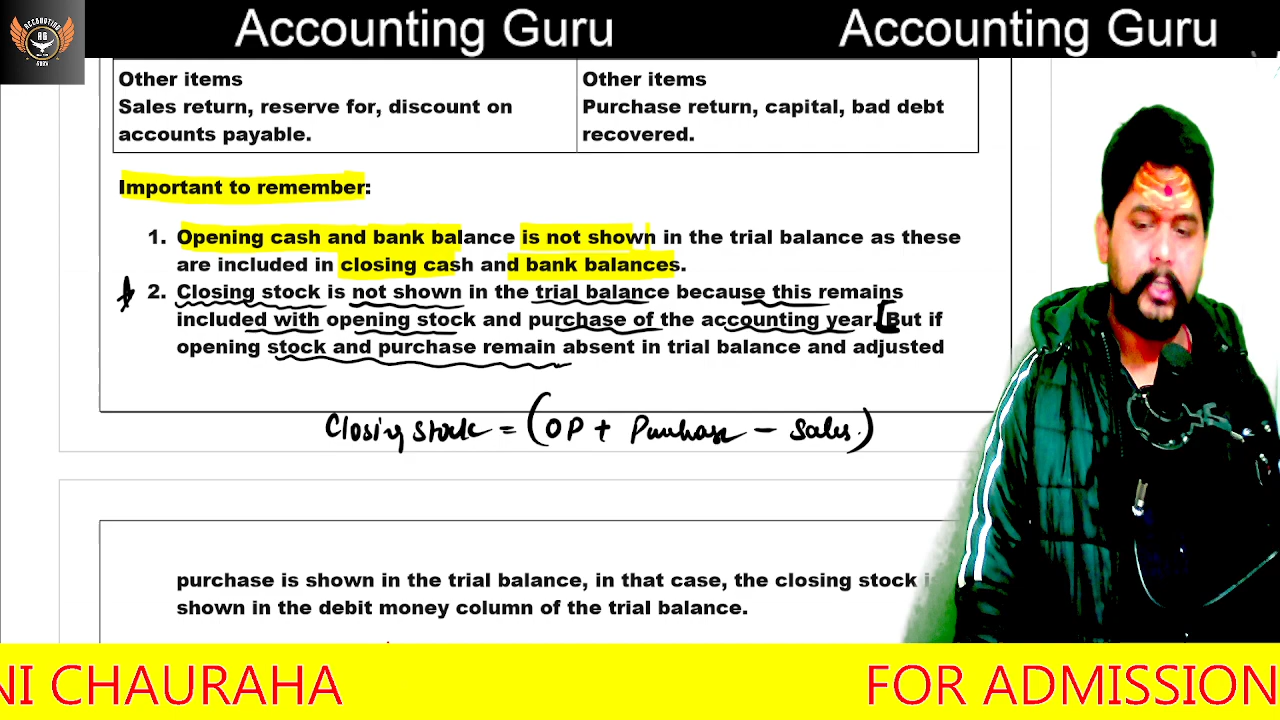 Accounting Guru
Accounting Guru
ACCOUNTING
AG
GURU
Other items
Sales return, reserve for, discount on
accounts payable.
Other items
Purchase return, capital, bad debt
recovered.
Important to remember:
1. Opening cash and bank balance is not shown in the trial balance as these
are included in closing cash and bank balances.
2. Closing stock is not shown in the trial balance because this remains
included with opening stock and purchase of the accounting year. [But if
opening stock and purchase remain absent in trial balance and adjusted
Closing stock = (OP + Purchase - Sales.)
purchase is shown in the trial balance, in that case, the closing stock
shown in the debit money column of the trial balance.
NI CHAURAHA
FOR ADMISSION